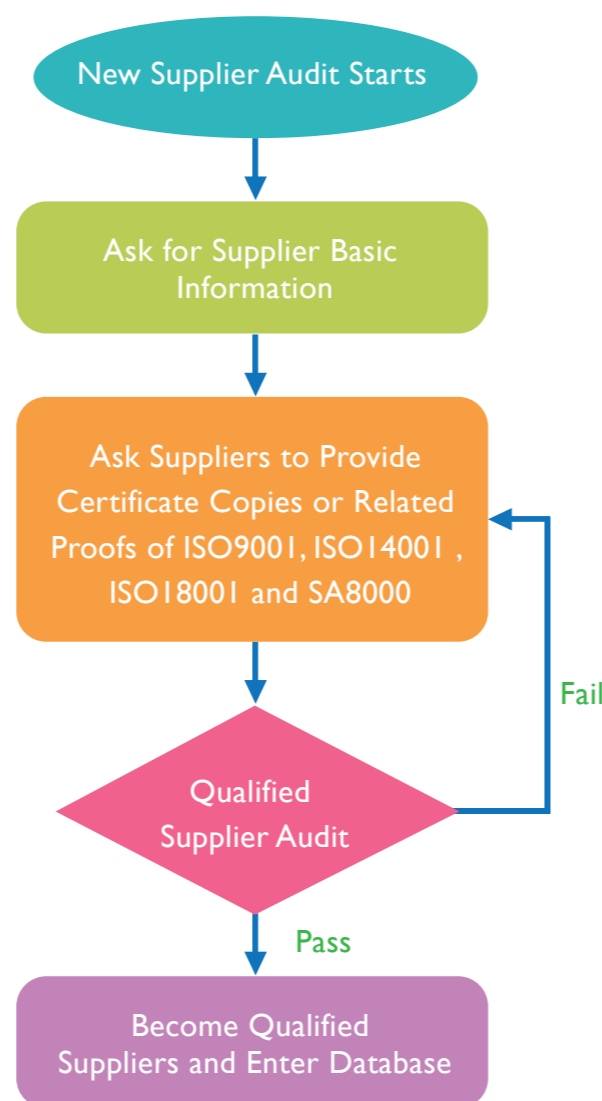 New Supplier Audit Starts
Ask for Supplier Basic
Information
Ask Suppliers to Provide
Certificate Copies or Related
Proofs of ISO9001, ISO14001 ,
ISO18001 and SA8000
Fail
Qualified
Supplier Audit
Pass
Become Qualified
Suppliers and Enter Database